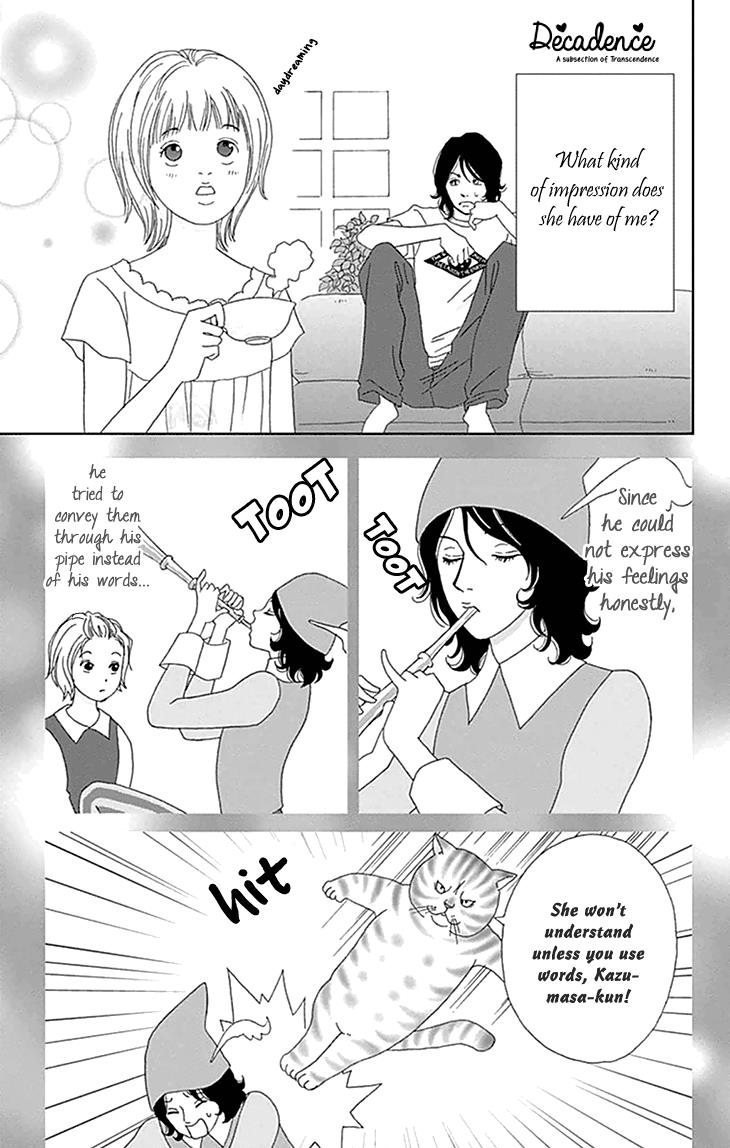 Decadence
A subsection of Transcendence
What kind
of impression does
she have of me?
daydreaming
Since
he could
not express
his feelings
honestly,
TOOT
TOOT
he
tried to
convey them
through his
pipe instead
of his words...
She won't
understand
unless you use
words, Kazu-
masa-kun!
hit